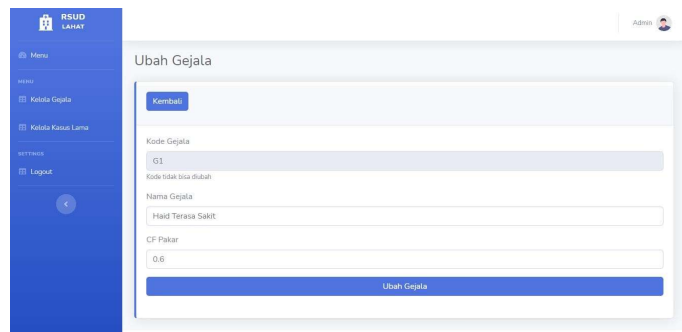 RSUD
LAHAT
Admin
Menu
MENU
Kelola Gejala
Kelola Kasus Lama
SETTINGS
Logout
Ubah Gejala
Kembali
Kode Gejala
G1
Kode tidak bisa diubah
Nama Gejala
Haid Terasa Sakit
CF Pakar
0.6
Ubah Gejala